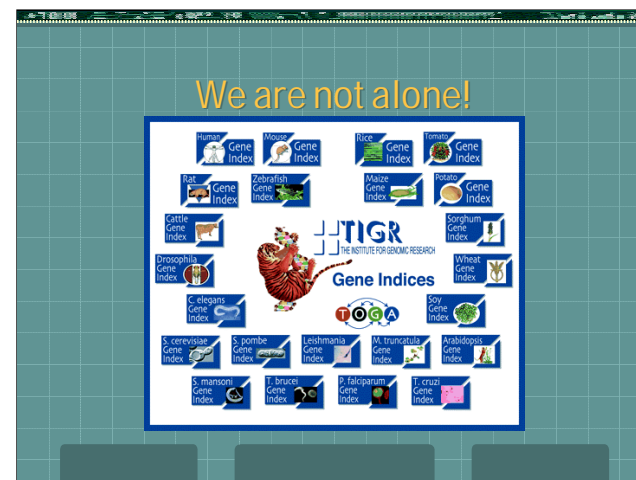 We are not alone!
Human Gene Index
Mouse Gene Index
Rice Gene Index
Tomato Gene Index
Rat Gene Index
Zebrafish Gene Index
Maize Gene Index
Potato Gene Index
Cattle Gene Index
TIGR
THE INSTITUTE FOR GENOMIC RESEARCH
Sorghum Gene Index
Drosophila Gene Index
Gene Indices
Wheat Gene Index
C. elegans Gene Index
TOGA
Soy Gene Index
S. cerevisiae Gene Index
S. pombe Gene Index
Leishmania Gene Index
M. truncatula Gene Index
Arabidopsis Gene Index
S. mansoni Gene Index
T. brucei Gene Index
P. falciparum Gene Index
T. cruzi Gene Index